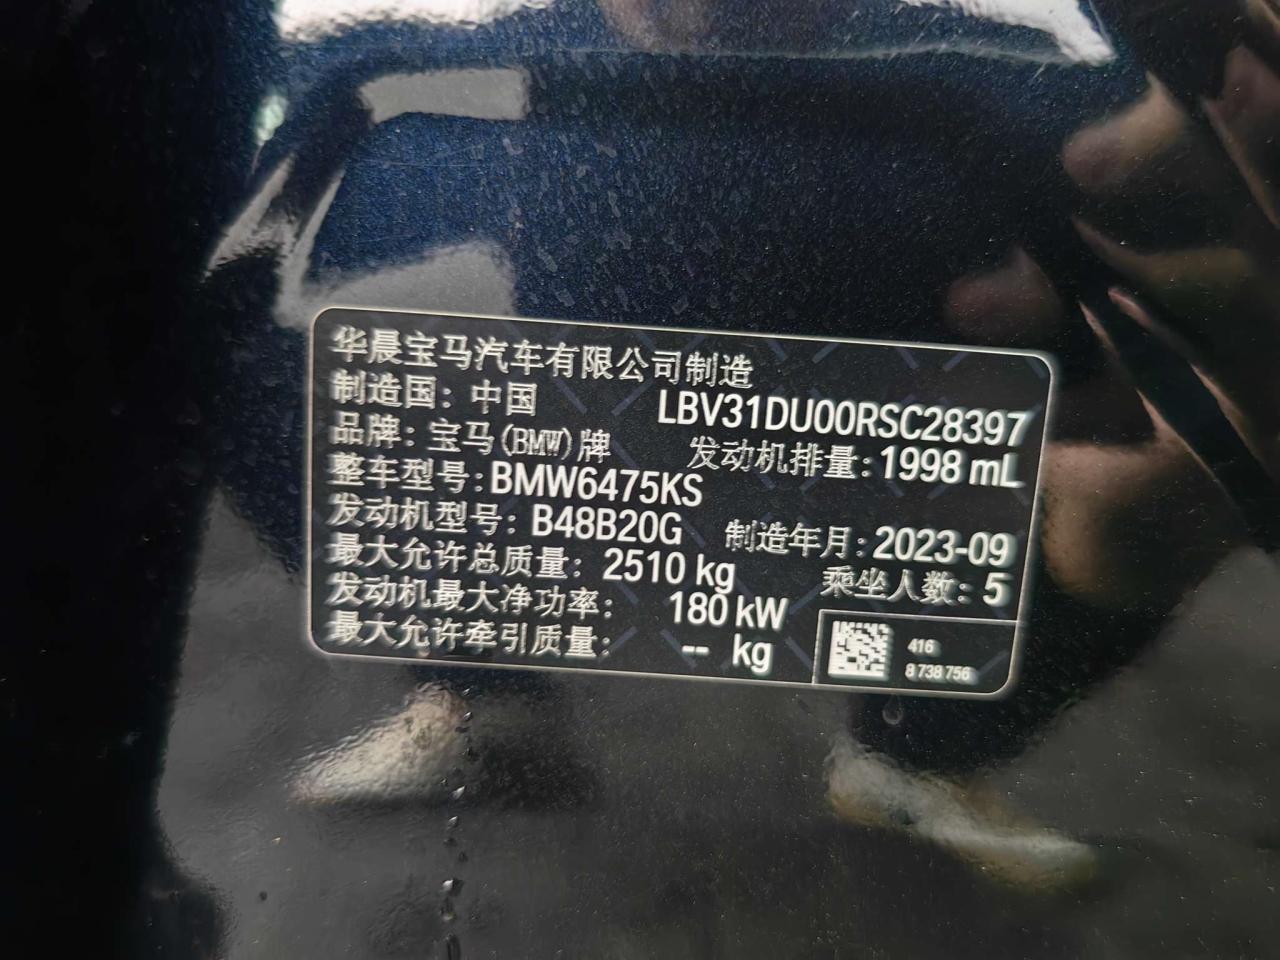 华晨宝马汽车有限公司制造
制造国：中国
LBV31DU00RSC28397
品牌：宝马(BMW)牌
发动机排量：1998 mL
整车型号：BMW6475KS
发动机型号：B48B20G
制造年月：2023-09
最大允许总质量：2510 kg
乘坐人数：5
发动机最大净功率：180 kW
最大允许牵引质量：-- kg
416
8 738 756